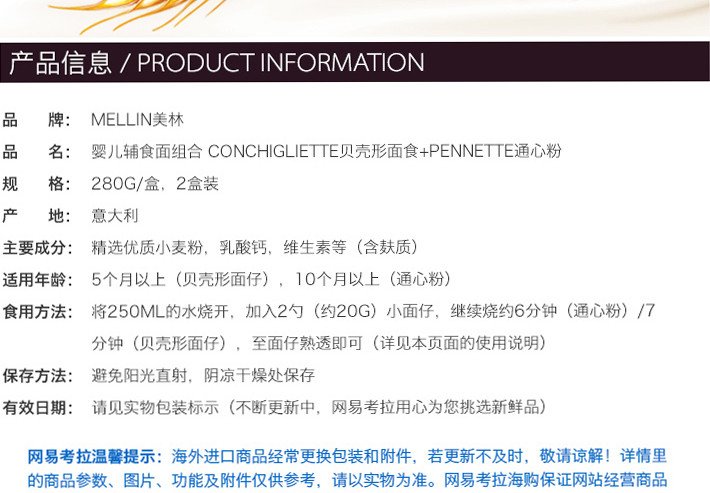 产品信息 / PRODUCT INFORMATION
品 牌： MELLIN美林
品 名： 婴儿辅食面组合 CONCHIGLIETTE贝壳形面食+PENNETTE通心粉
规 格： 280G/盒，2盒装
产 地： 意大利
主要成分： 精选优质小麦粉，乳酸钙，维生素等（含麸质）
适用年龄： 5个月以上（贝壳形面仔），10个月以上（通心粉）
食用方法： 将250ML的水烧开，加入2勺（约20G）小面仔，继续烧约6分钟（通心粉）/7
分钟（贝壳形面仔），至面仔熟透即可（详见本页面的使用说明）
保存方法： 避免阳光直射，阴凉干燥处保存
有效日期： 请见实物包装标示（不断更新中，网易考拉用心为您挑选新鲜品）
网易考拉温馨提示：海外进口商品经常更换包装和附件，若更新不及时，敬请谅解！详情里
的商品参数、图片、功能及附件仅供参考，请以实物为准。网易考拉海购保证网站经营商品